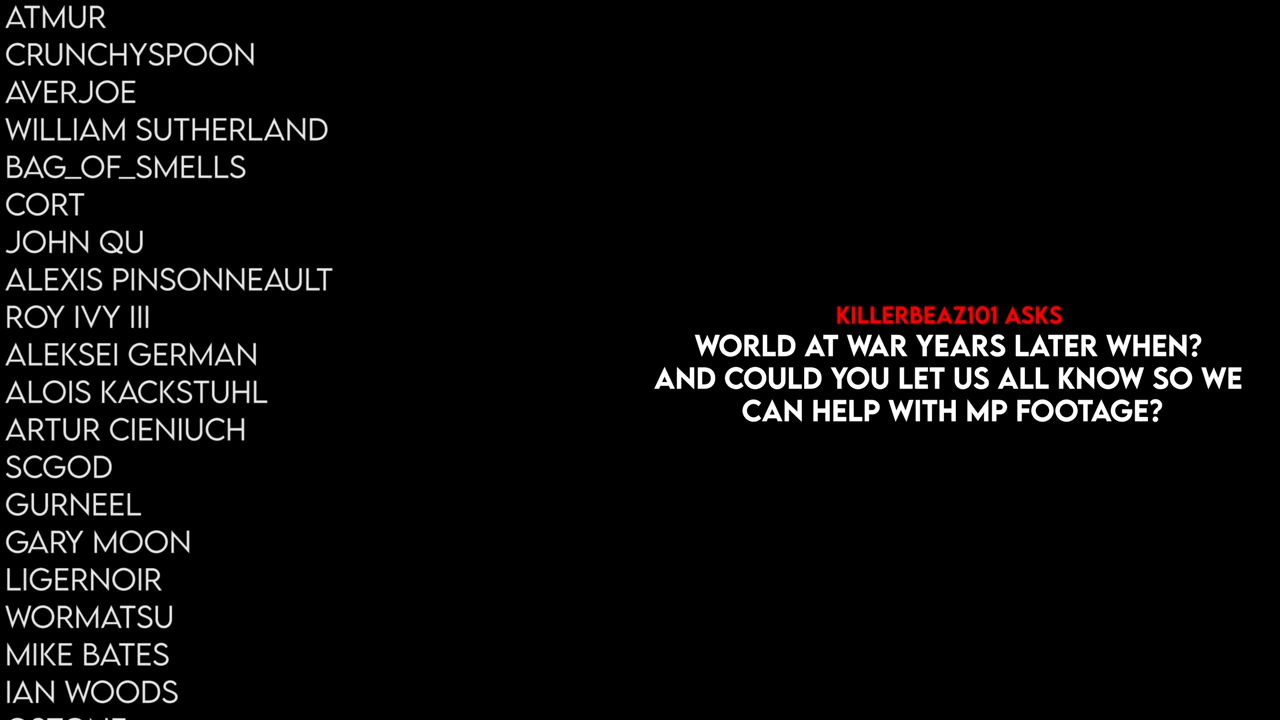 ATMUR
CRUNCHYSPOON
AVERJOE
WILLIAM SUTHERLAND
BAG_OF_SMELLS
CORT
JOHN QU
ALEXIS PINSONNEAULT
ROY IVY III
ALEKSEI GERMAN
ALOIS KACKSTUHL
ARTUR CIENIUCH
SCGOD
GURNEEL
GARY MOON
LIGERNOIR
WORMATSU
MIKE BATES
IAN WOODS
KILLERBEAZ101 ASKS
WORLD AT WAR YEARS LATER WHEN?
AND COULD YOU LET US ALL KNOW SO WE
CAN HELP WITH MP FOOTAGE?